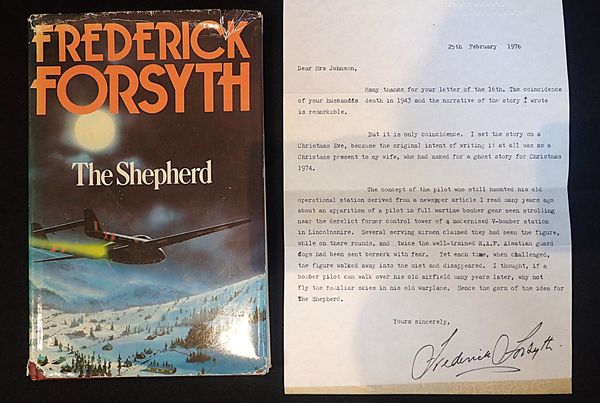 FREDERICK
FORSYTH
The Shepherd
25th February 1976
Dear Mrs Johnson,
Many thanks for your letter of the 16th. The coincidence
of your husbands death in 1943 and the narrative of the story I wrote
is remarkable.
But it is only coincidence. I set the story on a
Christmas Eve, because the original intent of writing it at all was as a
Christmas present to my wife, who had asked for a ghost story for Christmas
1974.
The concept of the pilot who still haunted his old
operational station derived from a newspaper article I read many years ago
about an apparition of a pilot in full wartime bomber gear seen strolling
near the derelict former control tower of a modernised V-bomber station
in Lincolnshire. Several serving airmen claimed they had seen the figure,
while on there rounds, and twice the well-trained R.A.F. Alsatian guard
dogs had been sent berserk with fear. Yet each time, when challenged,
the figure walked away into the mist and disappeared. I thought, if a
bomber pilot can walk over his old airfield many years later, why not
fly the familiar skies in his old warplane. Hence the germ of the idea for
The Shepherd.
Yours sincerely,
Frederick Forsyth.